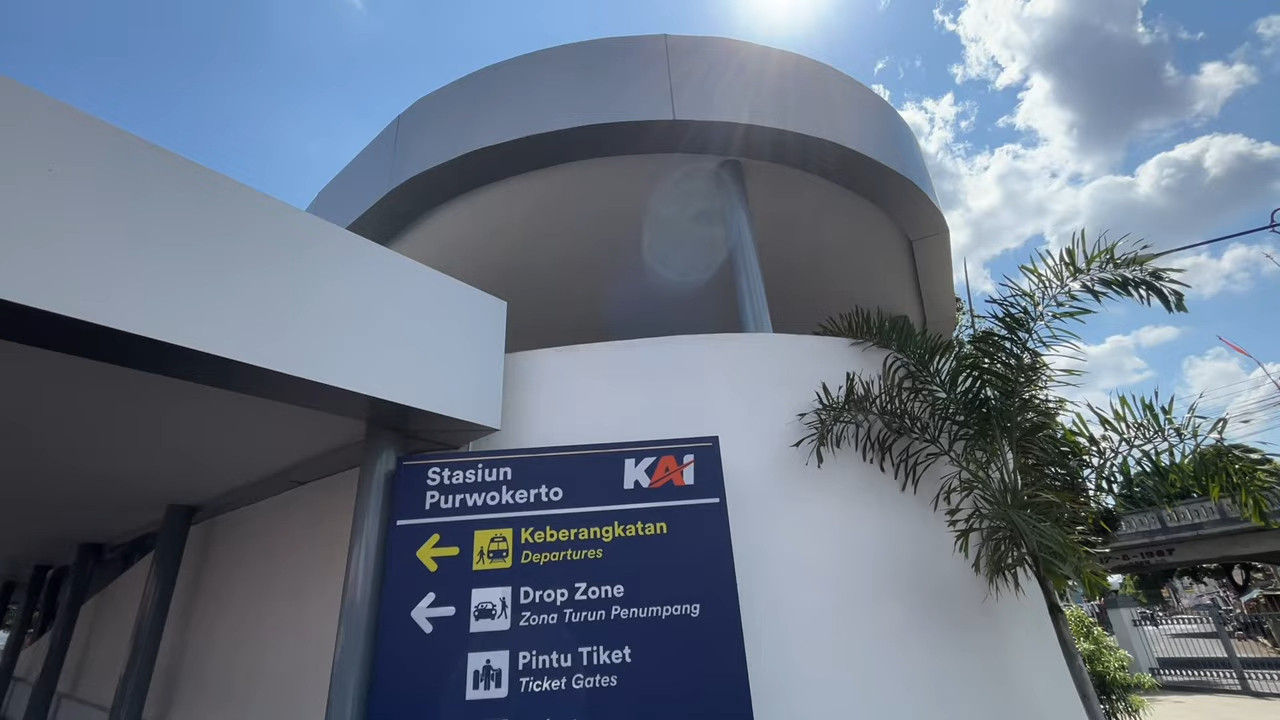 Stasiun
Purwokerto
KAI
Keberangkatan
Departures
Drop Zone
Zona Turun Penumpang
Pintu Tiket
Ticket Gates